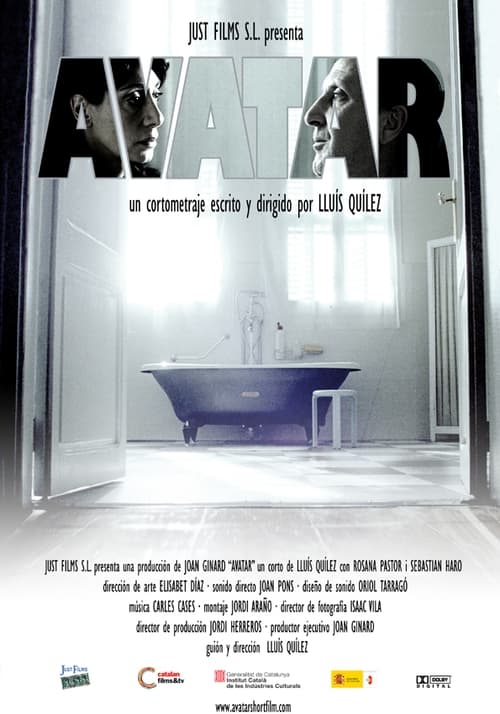 JUST FILMS S.L. presenta
AVATAR
un cortometraje escrito y dirigido por LLUÍS QUÍLEZ
JUST FILMS S.L. presenta una producción de JOAN GINARD "AVATAR" un corto de LLUÍS QUÍLEZ con ROSANA PASTOR i SEBASTIAN HARO
dirección de arte ELISABET DÍAZ · sonido directo JOAN PONS · diseño de sonido ORIOL TARRAGÓ
música CARLES CASES · montaje JORDI ARAÑO · director de fotografía ISAAC VILA
director de producción JORDI HERREROS · productor ejecutivo JOAN GINARD
guión y dirección LLUÍS QUÍLEZ
JUST FILMS
catalan
films&tv
Generalitat de Catalunya
Institut Català
de les Indústries Culturals
DOLBY
DIGITAL
www.avatarshortfilm.com